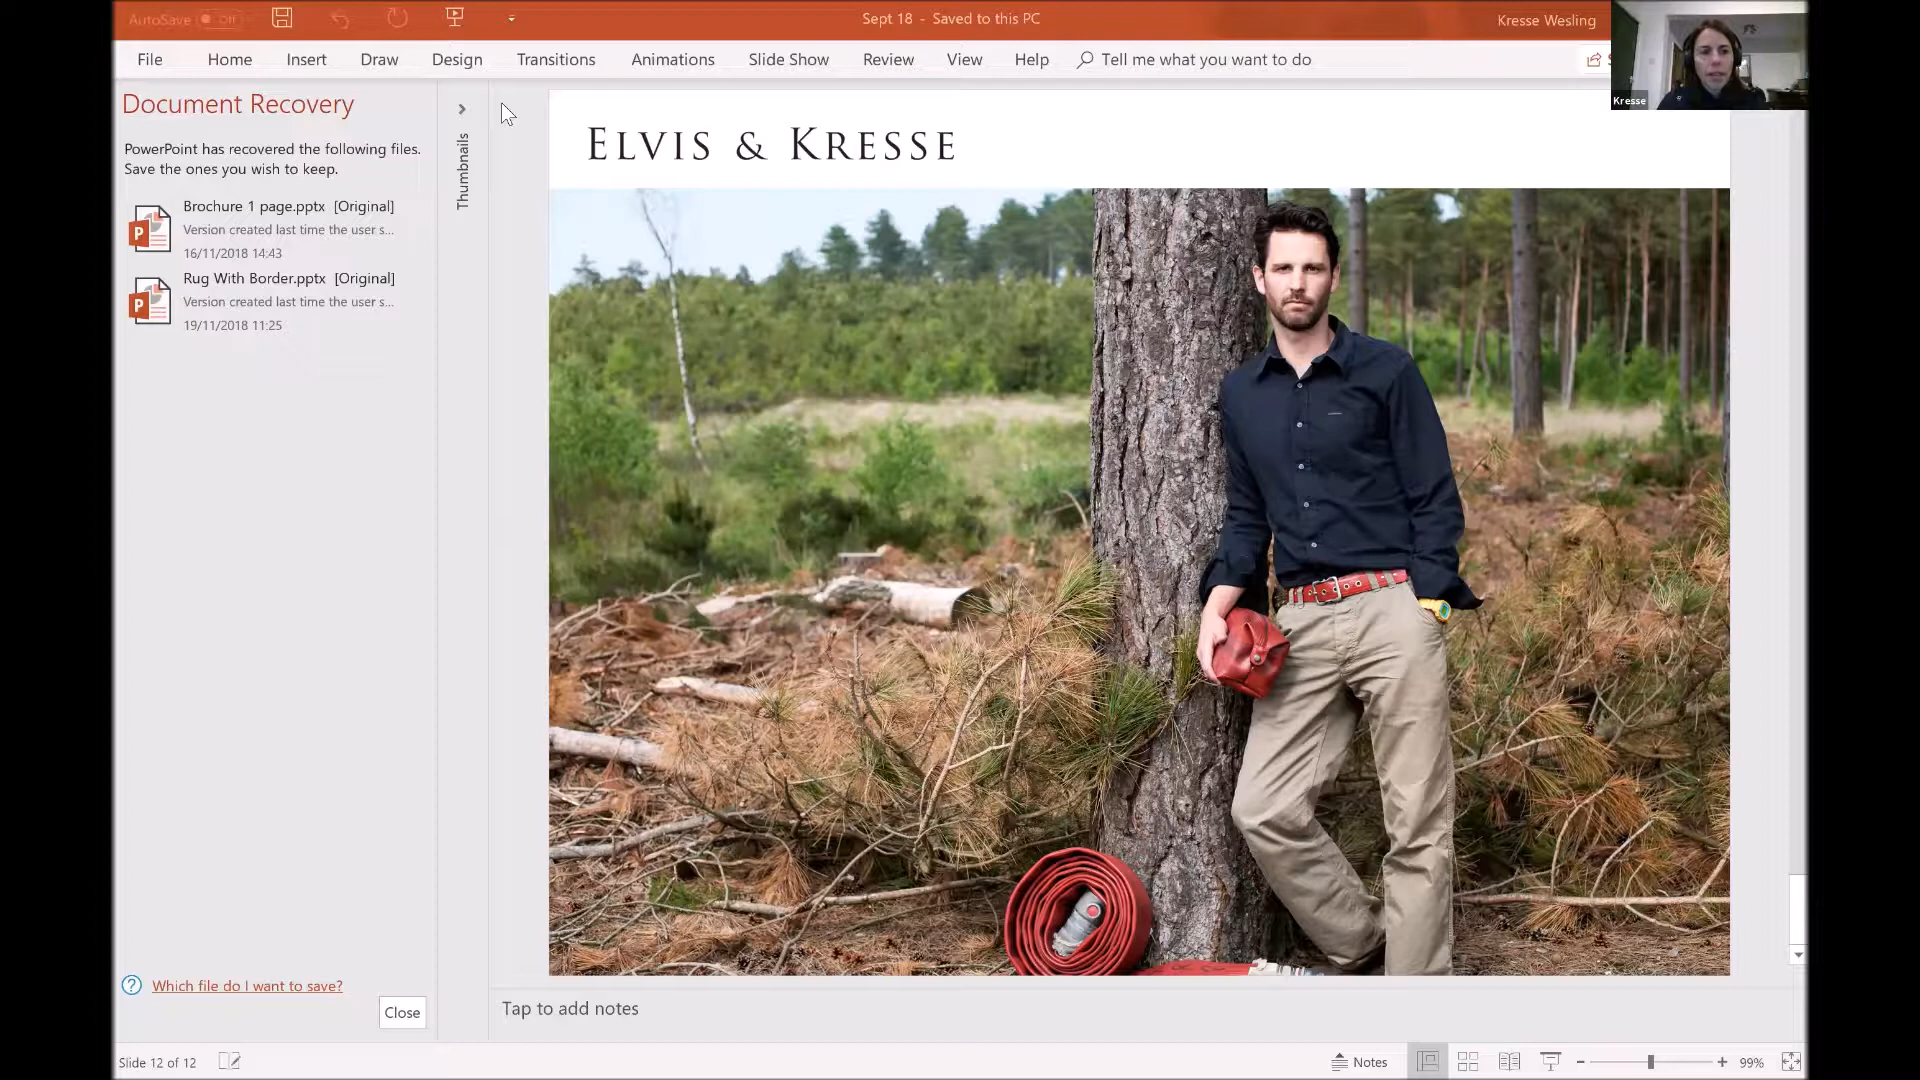 AutoSave Off
Sept 18 - Saved to this PC
Kresse Wesling
File Home Insert Draw Design Transitions Animations Slide Show Review View Help Tell me what you want to do
Kresse
Document Recovery
PowerPoint has recovered the following files.
Save the ones you wish to keep.
Brochure 1 page.pptx [Original]
Version created last time the user s...
16/11/2018 14:43
Rug With Border.pptx [Original]
Version created last time the user s...
19/11/2018 11:25
Thumbnails
ELVIS & KRESSE
Which file do I want to save?
Close
Tap to add notes
Slide 12 of 12
Notes
99%